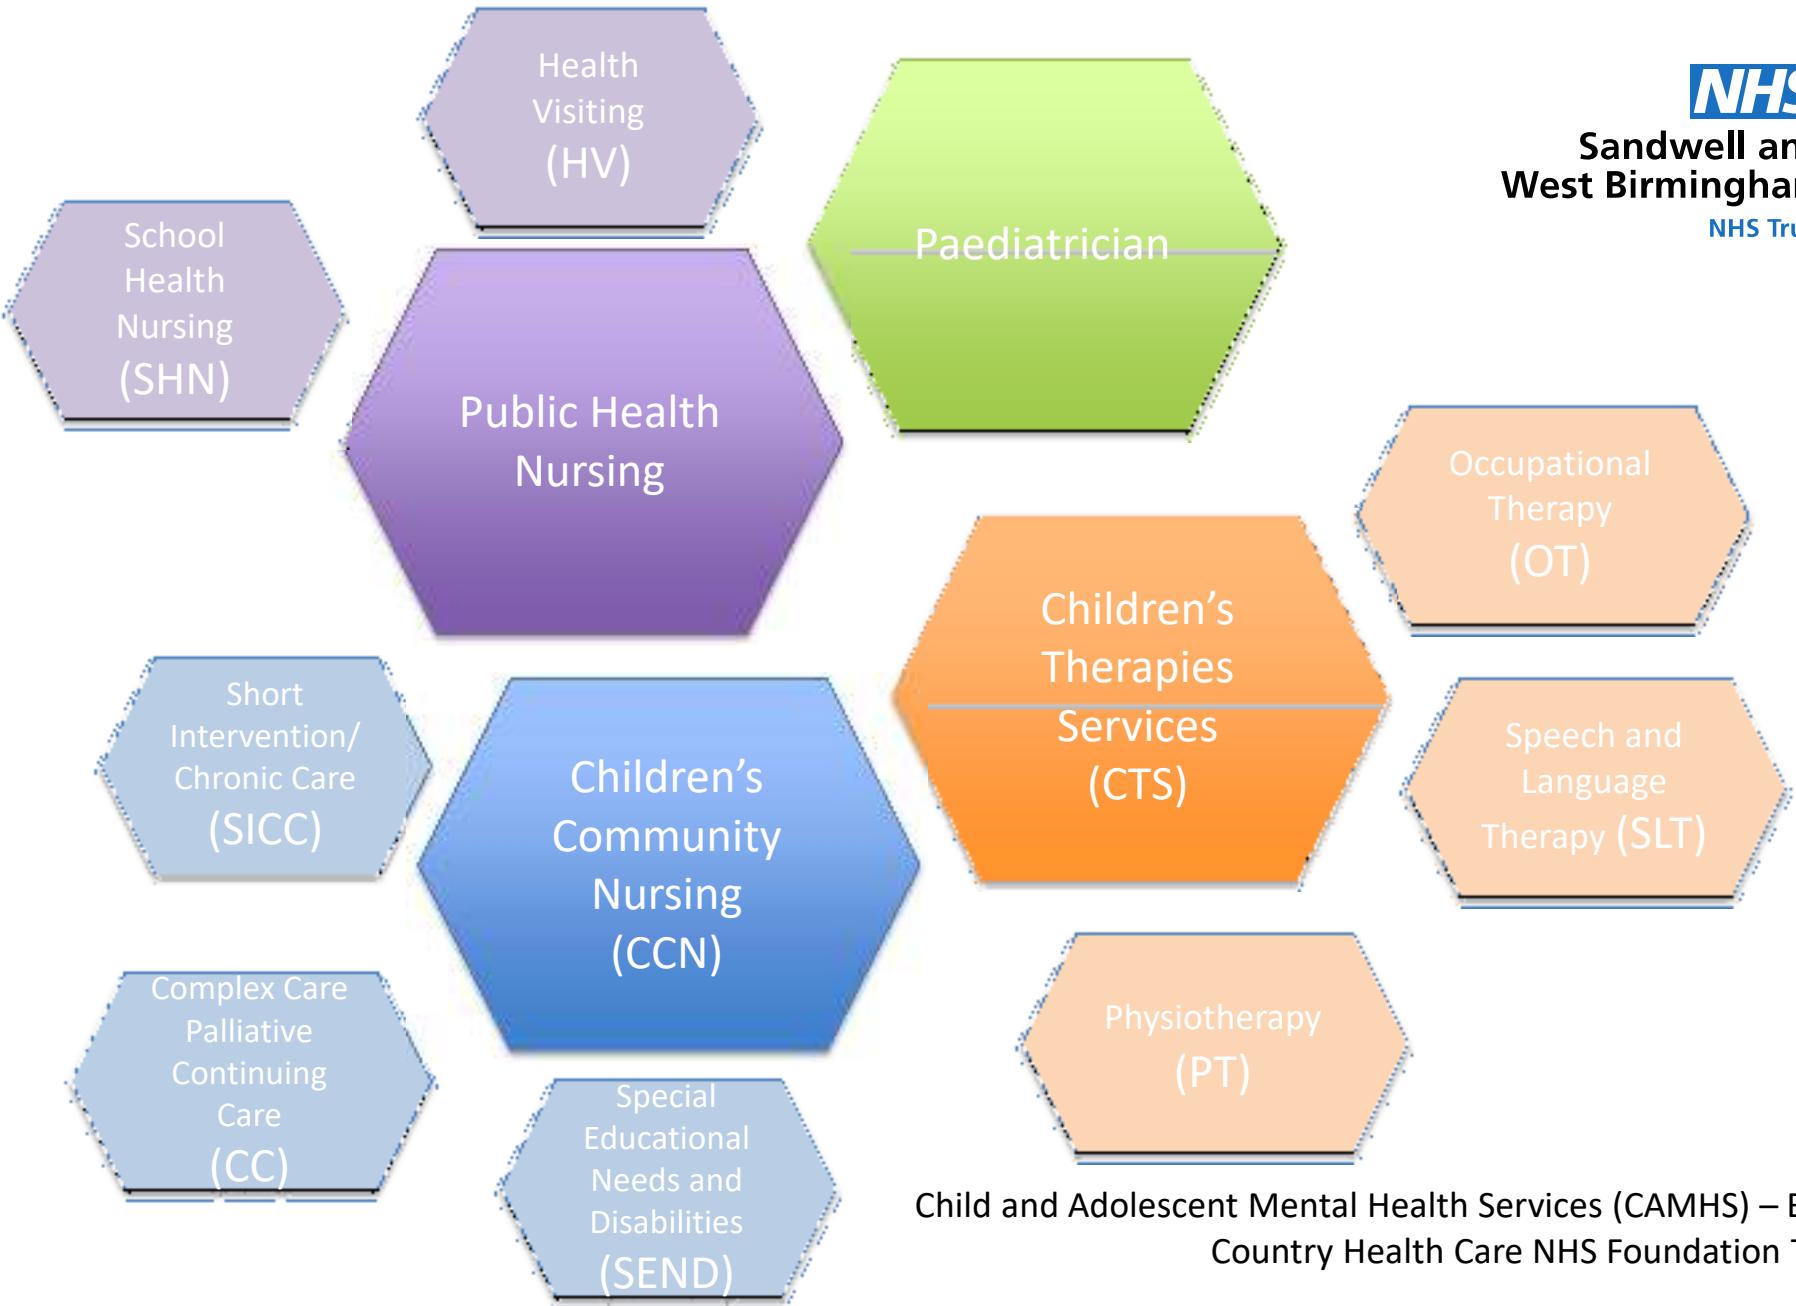 Health
Visiting
(HV)
NHS
Sandwell an
West Birmingha
NHS Tru
School
Health
Nursing
(SHN)
Paediatrician
Public Health
Nursing
Occupational
Therapy
(OT)
Children’s
Therapies
Services
(CTS)
Short
Intervention/
Chronic Care
(SICC)
Speech and
Language
Therapy (SLT)
Children’s
Community
Nursing
(CCN)
Complex Care
Palliative
Continuing
Care
(CC)
Physiotherapy
(PT)
Special
Educational
Needs and
Disabilities
(SEND)
Child and Adolescent Mental Health Services (CAMHS) –
Country Health Care NHS Foundation